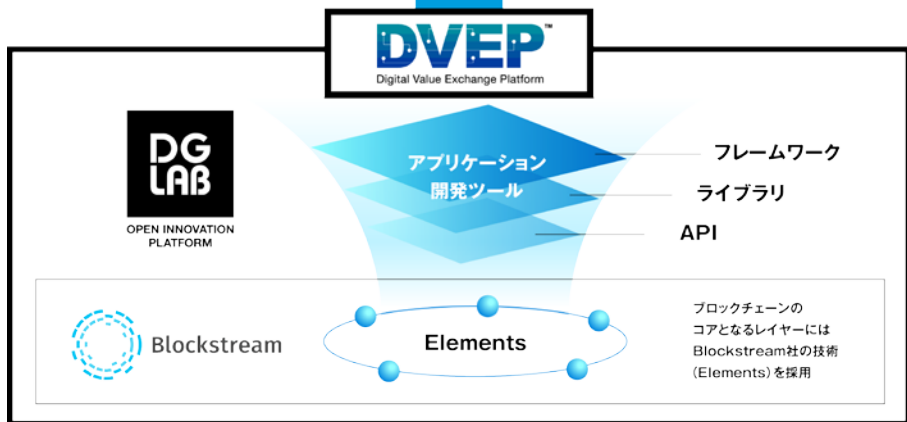 DVEP™
Digital Value Exchange Platform
DG
LAB
OPEN INNOVATION
PLATFORM
アプリケーション
開発ツール
フレームワーク
ライブラリ
API
Blockstream
Elements
ブロックチェーンの
コアとなるレイヤーには
Blockstream社の技術
(Elements)を採用